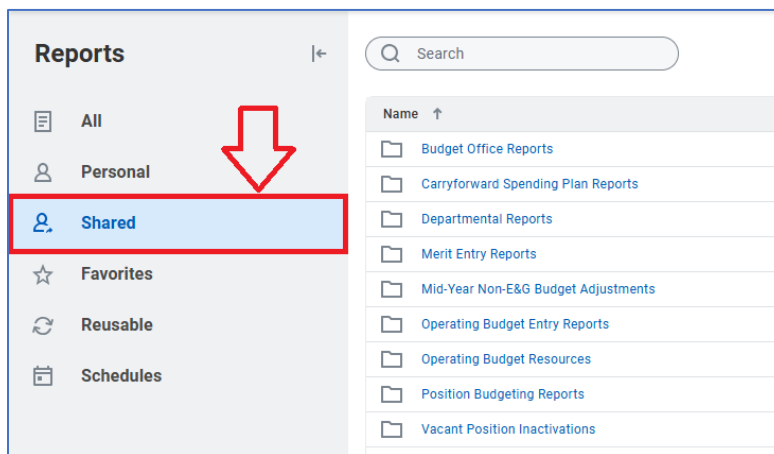 Reports
All
Personal
Shared
Favorites
Reusable
Schedules
Search
Name
Budget Office Reports
Carryforward Spending Plan Reports
Departmental Reports
Merit Entry Reports
Mid-Year Non-E&G Budget Adjustments
Operating Budget Entry Reports
Operating Budget Resources
Position Budgeting Reports
Vacant Position Inactivations